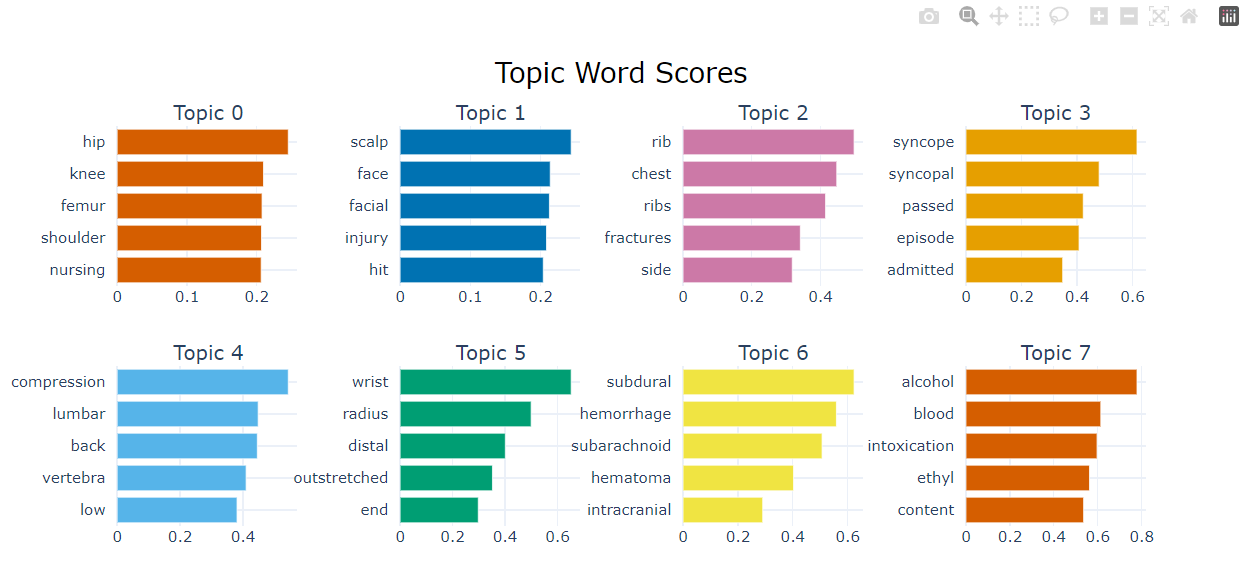 Topic Word Scores
Topic 0
hip
knee
femur
shoulder
nursing
0 0.1 0.2
Topic 1
scalp
face
facial
injury
hit
0 0.1 0.2
Topic 2
rib
chest
ribs
fractures
side
0 0.2 0.4
Topic 3
syncope
syncopal
passed
episode
admitted
0 0.2 0.4 0.6
Topic 4
compression
lumbar
back
vertebra
low
0 0.2 0.4
Topic 5
wrist
radius
distal
outstretched
end
0 0.2 0.4 0.6
Topic 6
subdural
hemorrhage
subarachnoid
hematoma
intracranial
0 0.2 0.4 0.6
Topic 7
alcohol
blood
intoxication
ethyl
content
0 0.2 0.4 0.6 0.8